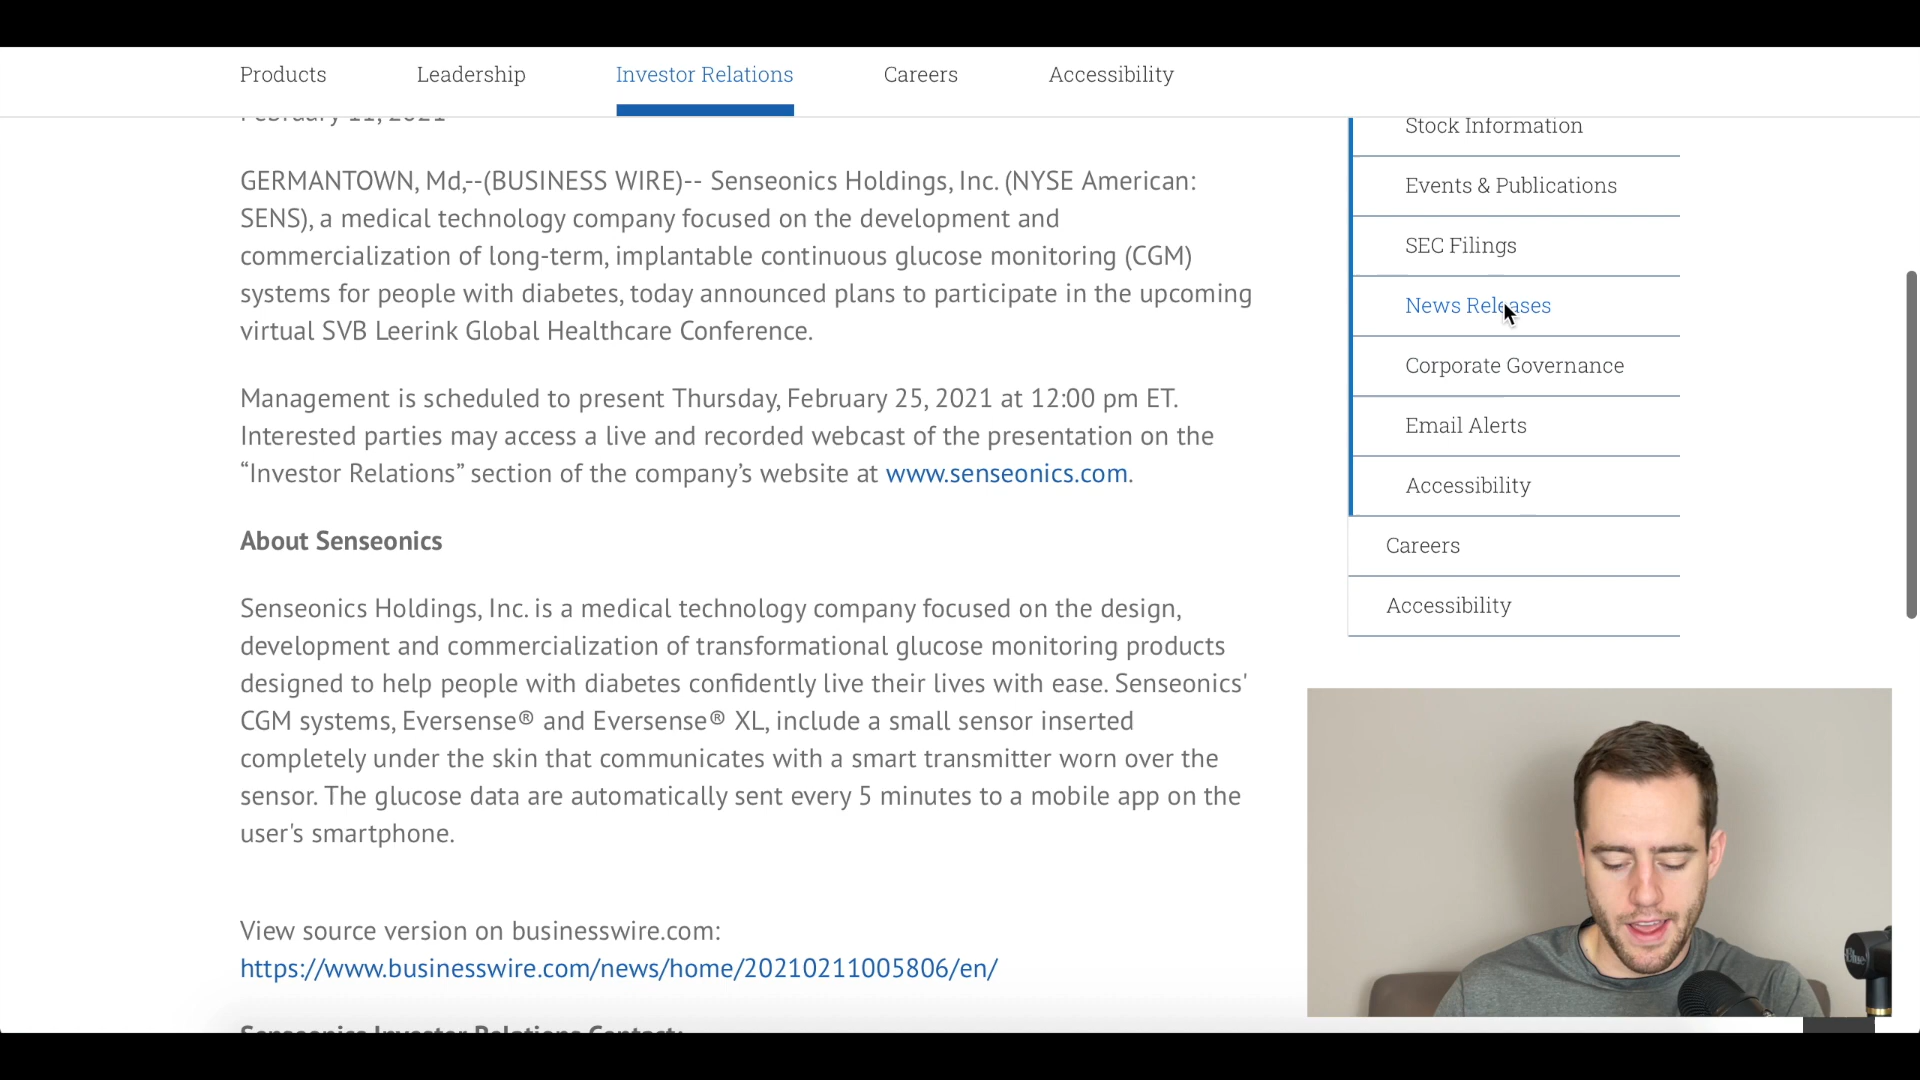 Products Leadership Investor Relations Careers Accessibility
February 11, 2021
GERMANTOWN, Md,--(BUSINESS WIRE)-- Senseonics Holdings, Inc. (NYSE American:
SENS), a medical technology company focused on the development and
commercialization of long-term, implantable continuous glucose monitoring (CGM)
systems for people with diabetes, today announced plans to participate in the upcoming
virtual SVB Leerink Global Healthcare Conference.
Management is scheduled to present Thursday, February 25, 2021 at 12:00 pm ET.
Interested parties may access a live and recorded webcast of the presentation on the
“Investor Relations” section of the company’s website at www.senseonics.com.
About Senseonics
Senseonics Holdings, Inc. is a medical technology company focused on the design,
development and commercialization of transformational glucose monitoring products
designed to help people with diabetes confidently live their lives with ease. Senseonics'
CGM systems, Eversense® and Eversense® XL, include a small sensor inserted
completely under the skin that communicates with a smart transmitter worn over the
sensor. The glucose data are automatically sent every 5 minutes to a mobile app on the
user's smartphone.
View source version on businesswire.com:
https://www.businesswire.com/news/home/20210211005806/en/
Senseonics Investor Relations Contact:
Stock Information
Events & Publications
SEC Filings
News Releases
Corporate Governance
Email Alerts
Accessibility
Careers
Accessibility
Blue